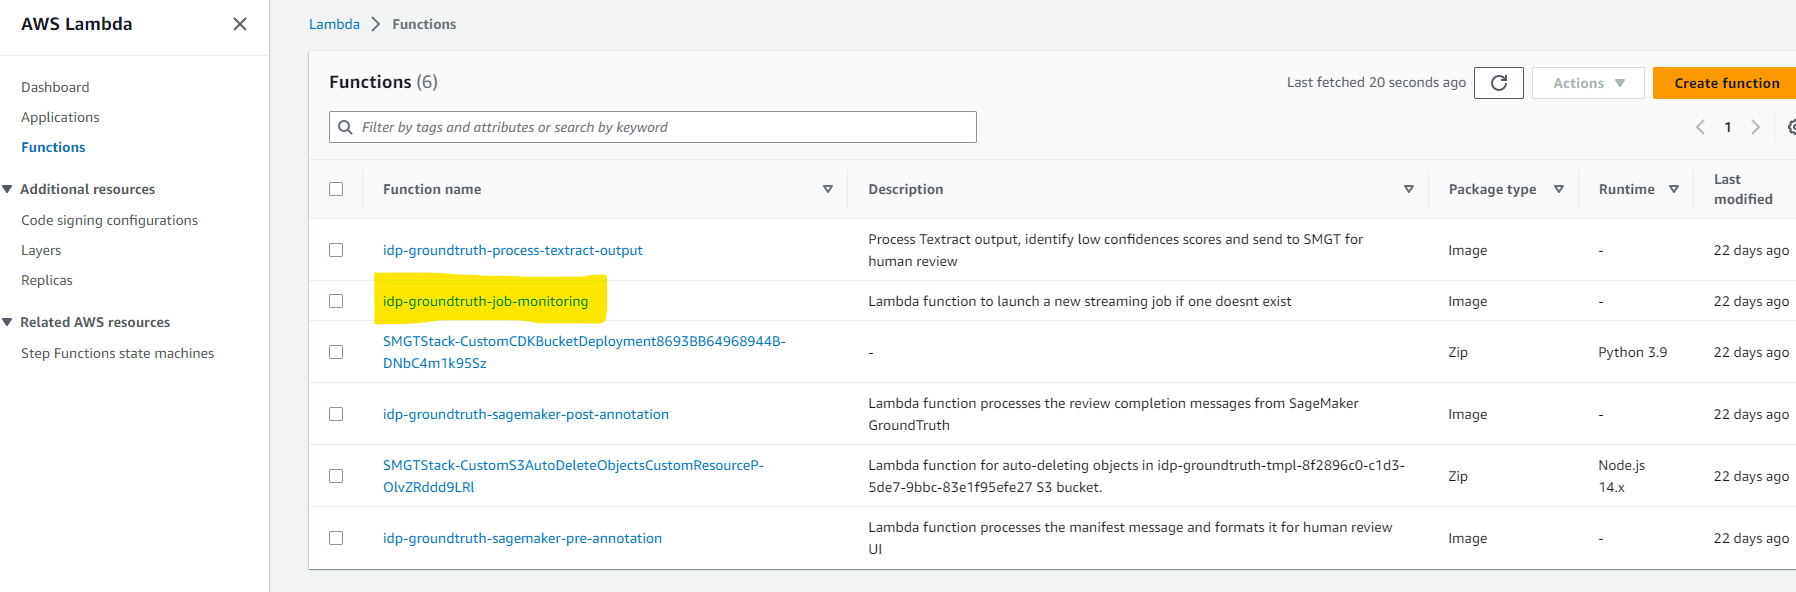 AWS Lambda
Dashboard
Applications
Functions
Additional resources
Code signing configurations
Layers
Replicas
Related AWS resources
Step Functions state machines
Lambda > Functions
Functions (6)
Last fetched 20 seconds ago
Actions
Create function
Filter by tags and attributes or search by keyword
1
Function name Description Package type Runtime Last modified
idp-groundtruth-process-textract-output
Process Textract output, identify low confidences scores and send to SMGT for
human review
Image
-
22 days ago
idp-groundtruth-job-monitoring
Lambda function to launch a new streaming job if one doesnt exist
Image
-
22 days ago
SMGTStack-CustomCDKBucketDeployment8693BB64968944B-
DNbC4m1k95Sz
-
Zip
Python 3.9
22 days ago
idp-groundtruth-sagemaker-post-annotation
Lambda function processes the review completion messages from SageMaker
GroundTruth
Image
-
22 days ago
SMGTStack-CustomS3AutoDeleteObjectsCustomResourceP-
OlvZRddd9LRl
Lambda function for auto-deleting objects in idp-groundtruth-tmpl-8f2896c0-c1d3-
5de7-9bbc-83e1f95efe27 S3 bucket.
Zip
Node.js
14.x
22 days ago
idp-groundtruth-sagemaker-pre-annotation
Lambda function processes the manifest message and formats it for human review
UI
Image
-
22 days ago